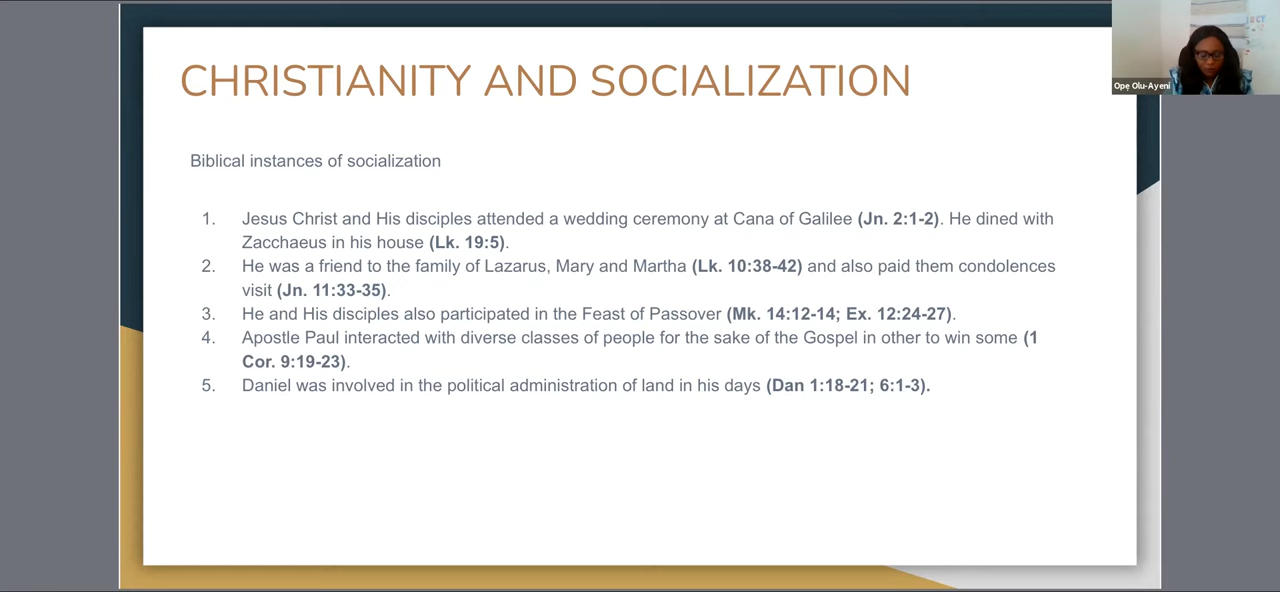 CHRISTIANITY AND SOCIALIZATION
Opẹ Olu-Ayeni
Biblical instances of socialization
1. Jesus Christ and His disciples attended a wedding ceremony at Cana of Galilee (Jn. 2:1-2). He dined with
Zacchaeus in his house (Lk. 19:5).
2. He was a friend to the family of Lazarus, Mary and Martha (Lk. 10:38-42) and also paid them condolences
visit (Jn. 11:33-35).
3. He and His disciples also participated in the Feast of Passover (Mk. 14:12-14; Ex. 12:24-27).
4. Apostle Paul interacted with diverse classes of people for the sake of the Gospel in other to win some (1
Cor. 9:19-23).
5. Daniel was involved in the political administration of land in his days (Dan 1:18-21; 6:1-3).